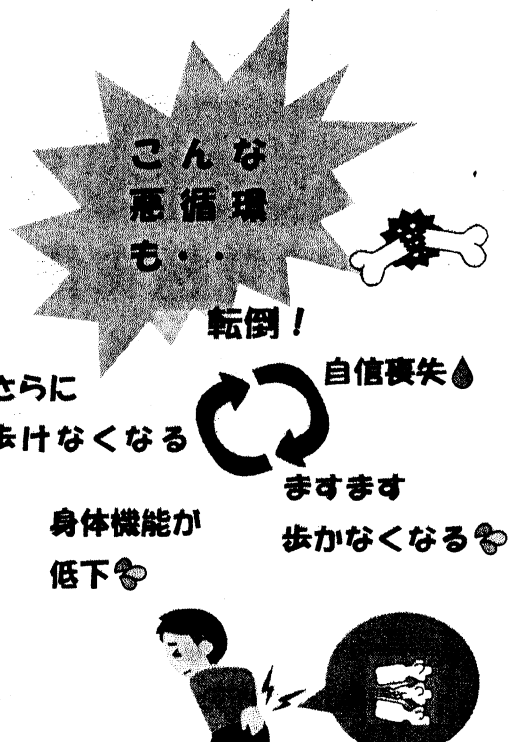 こんな
悪循環
も・・
転倒!
自信喪失
ますます
歩かなくなる
身体機能が
低下
さらに
歩けなくなる